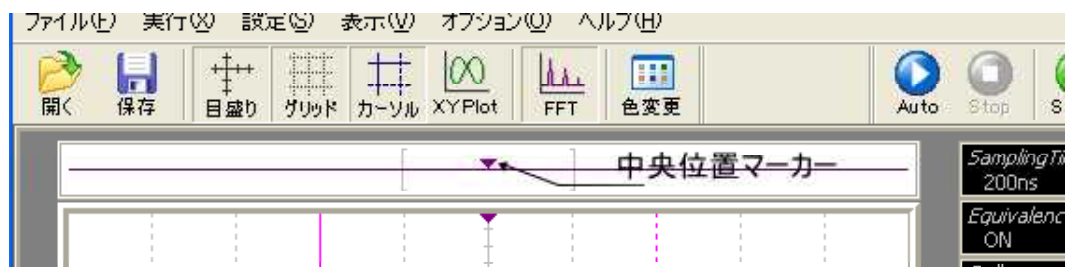 ファイル(F) 実行(X) 設定(S) 表示(V) オプション(O) ヘルプ(H)
開く 保存 目盛り グリッド カーソル XYPlot FFT 色変更 Auto Stop
中央位置マーカー
200ns
ON